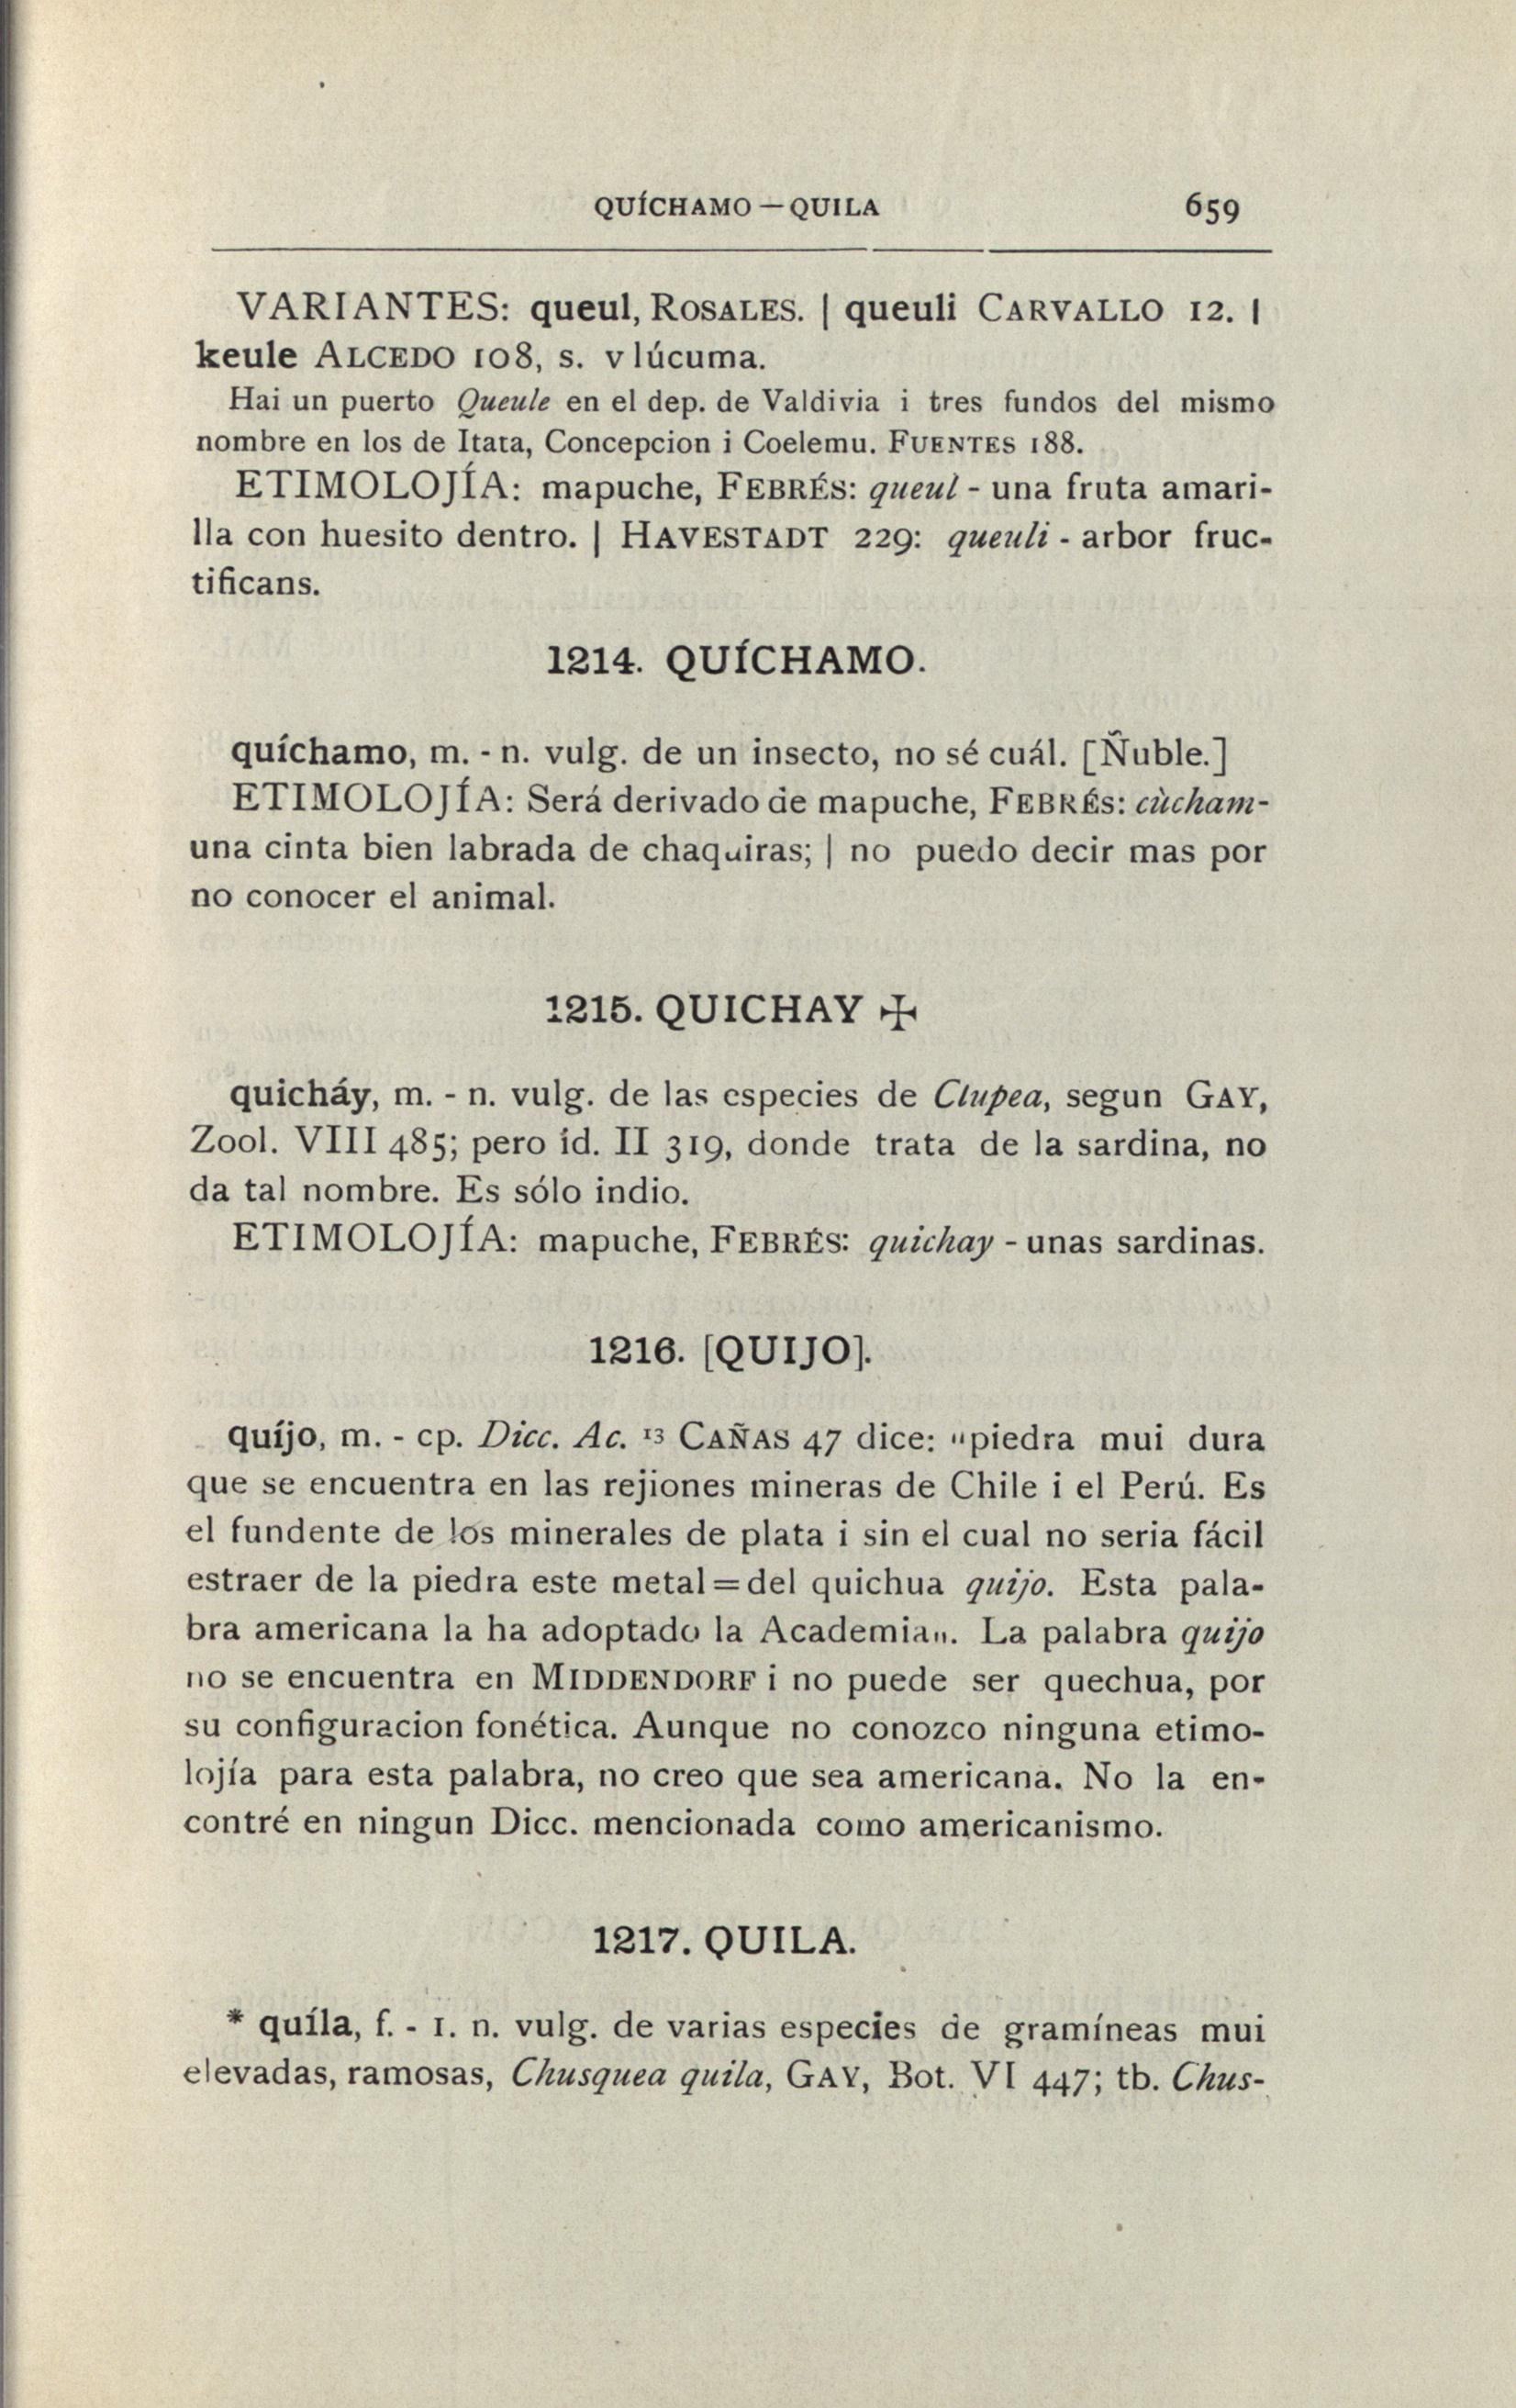 QUÍCHAMO — QUILA 659
VARIANTES: queul, ROSALES. | queuli CARVALLO 12. |
keule ALCEDO 108, s. v lúcuma.
Hai un puerto Queule en el dep. de Valdivia i tres fundos del mismo
nombre en los de Itata, Concepcion i Coelemu. FUENTES 188.
ETIMOLOJÍA: mapuche, FEBRÉS: queul - una fruta amari-
lla con huesito dentro. | HAVESTADT 229: queuli - arbor fruc-
tificans.
1214. QUÍCHAMO.
quíchamo, m. - n. vulg. de un insecto, no sé cuál. [Ñuble.]
ETIMOLOJÍA: Será derivado de mapuche, FEBRÉS: cùcham-
una cinta bien labrada de chaquiras; | no puedo decir mas por
no conocer el animal.
1215. QUICHAY ✠
quicháy, m. - n. vulg. de las especies de Clupea, segun GAY,
Zool. VIII 485; pero id. II 319, donde trata de la sardina, no
da tal nombre. Es sólo indio.
ETIMOLOJÍA: mapuche, FEBRÉS: quichay - unas sardinas.
1216. [QUIJO].
quíjo, m. - cp. Dicc. Ac. ¹³ CAÑAS 47 dice: "piedra mui dura
que se encuentra en las rejiones mineras de Chile i el Perú. Es
el fundente de los minerales de plata i sin el cual no seria fácil
estraer de la piedra este metal = del quichua quijo. Esta pala-
bra americana la ha adoptado la Academia". La palabra quijo
no se encuentra en MIDDENDORF i no puede ser quechua, por
su configuracion fonética. Aunque no conozco ninguna etimo-
lojía para esta palabra, no creo que sea americana. No la en-
contré en ningun Dicc. mencionada como americanismo.
1217. QUILA.
* quíla, f. - 1. n. vulg. de varias especies de gramíneas mui
elevadas, ramosas, Chusquea quila, GAY, Bot. VI 447; tb. Chus-